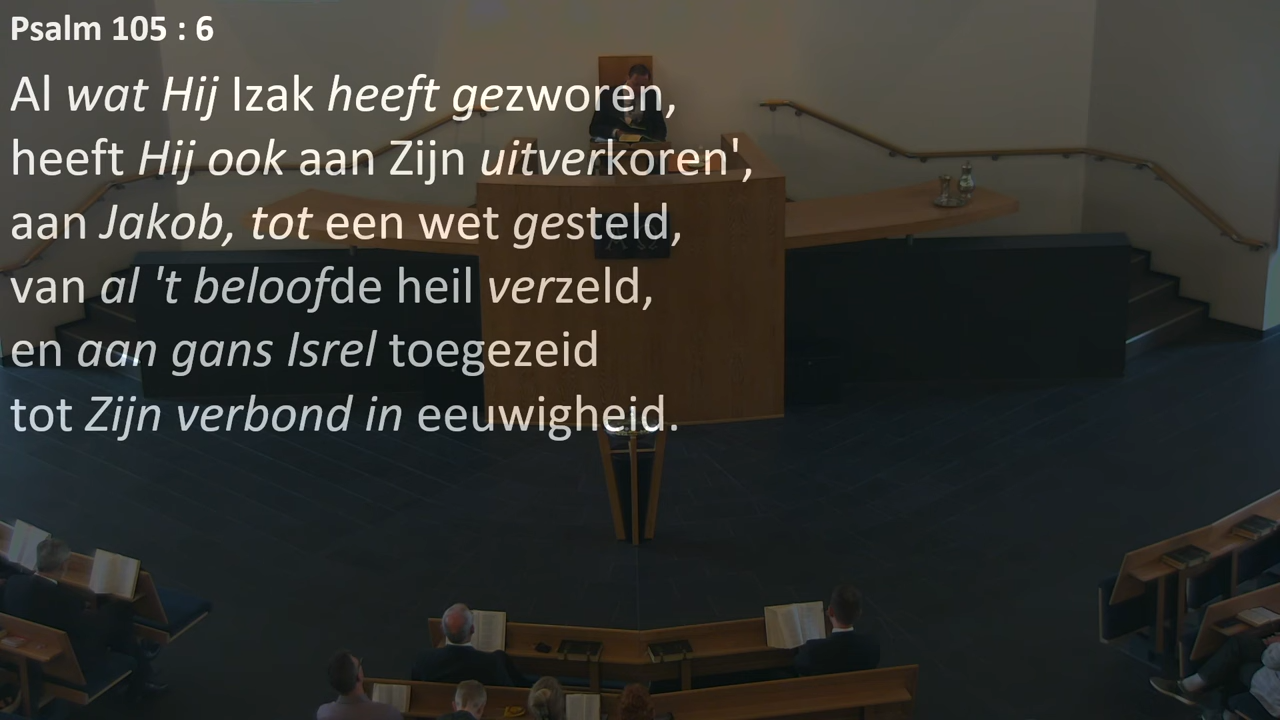 Psalm 105 : 6
Al wat Hij Izak heeft gezworen,
heeft Hij ook aan Zijn uitverkoren',
aan Jakob, tot een wet gesteld,
van al 't beloofde heil verzeld,
en aan gans Isrel toegezeid
tot Zijn verbond in eeuwigheid.